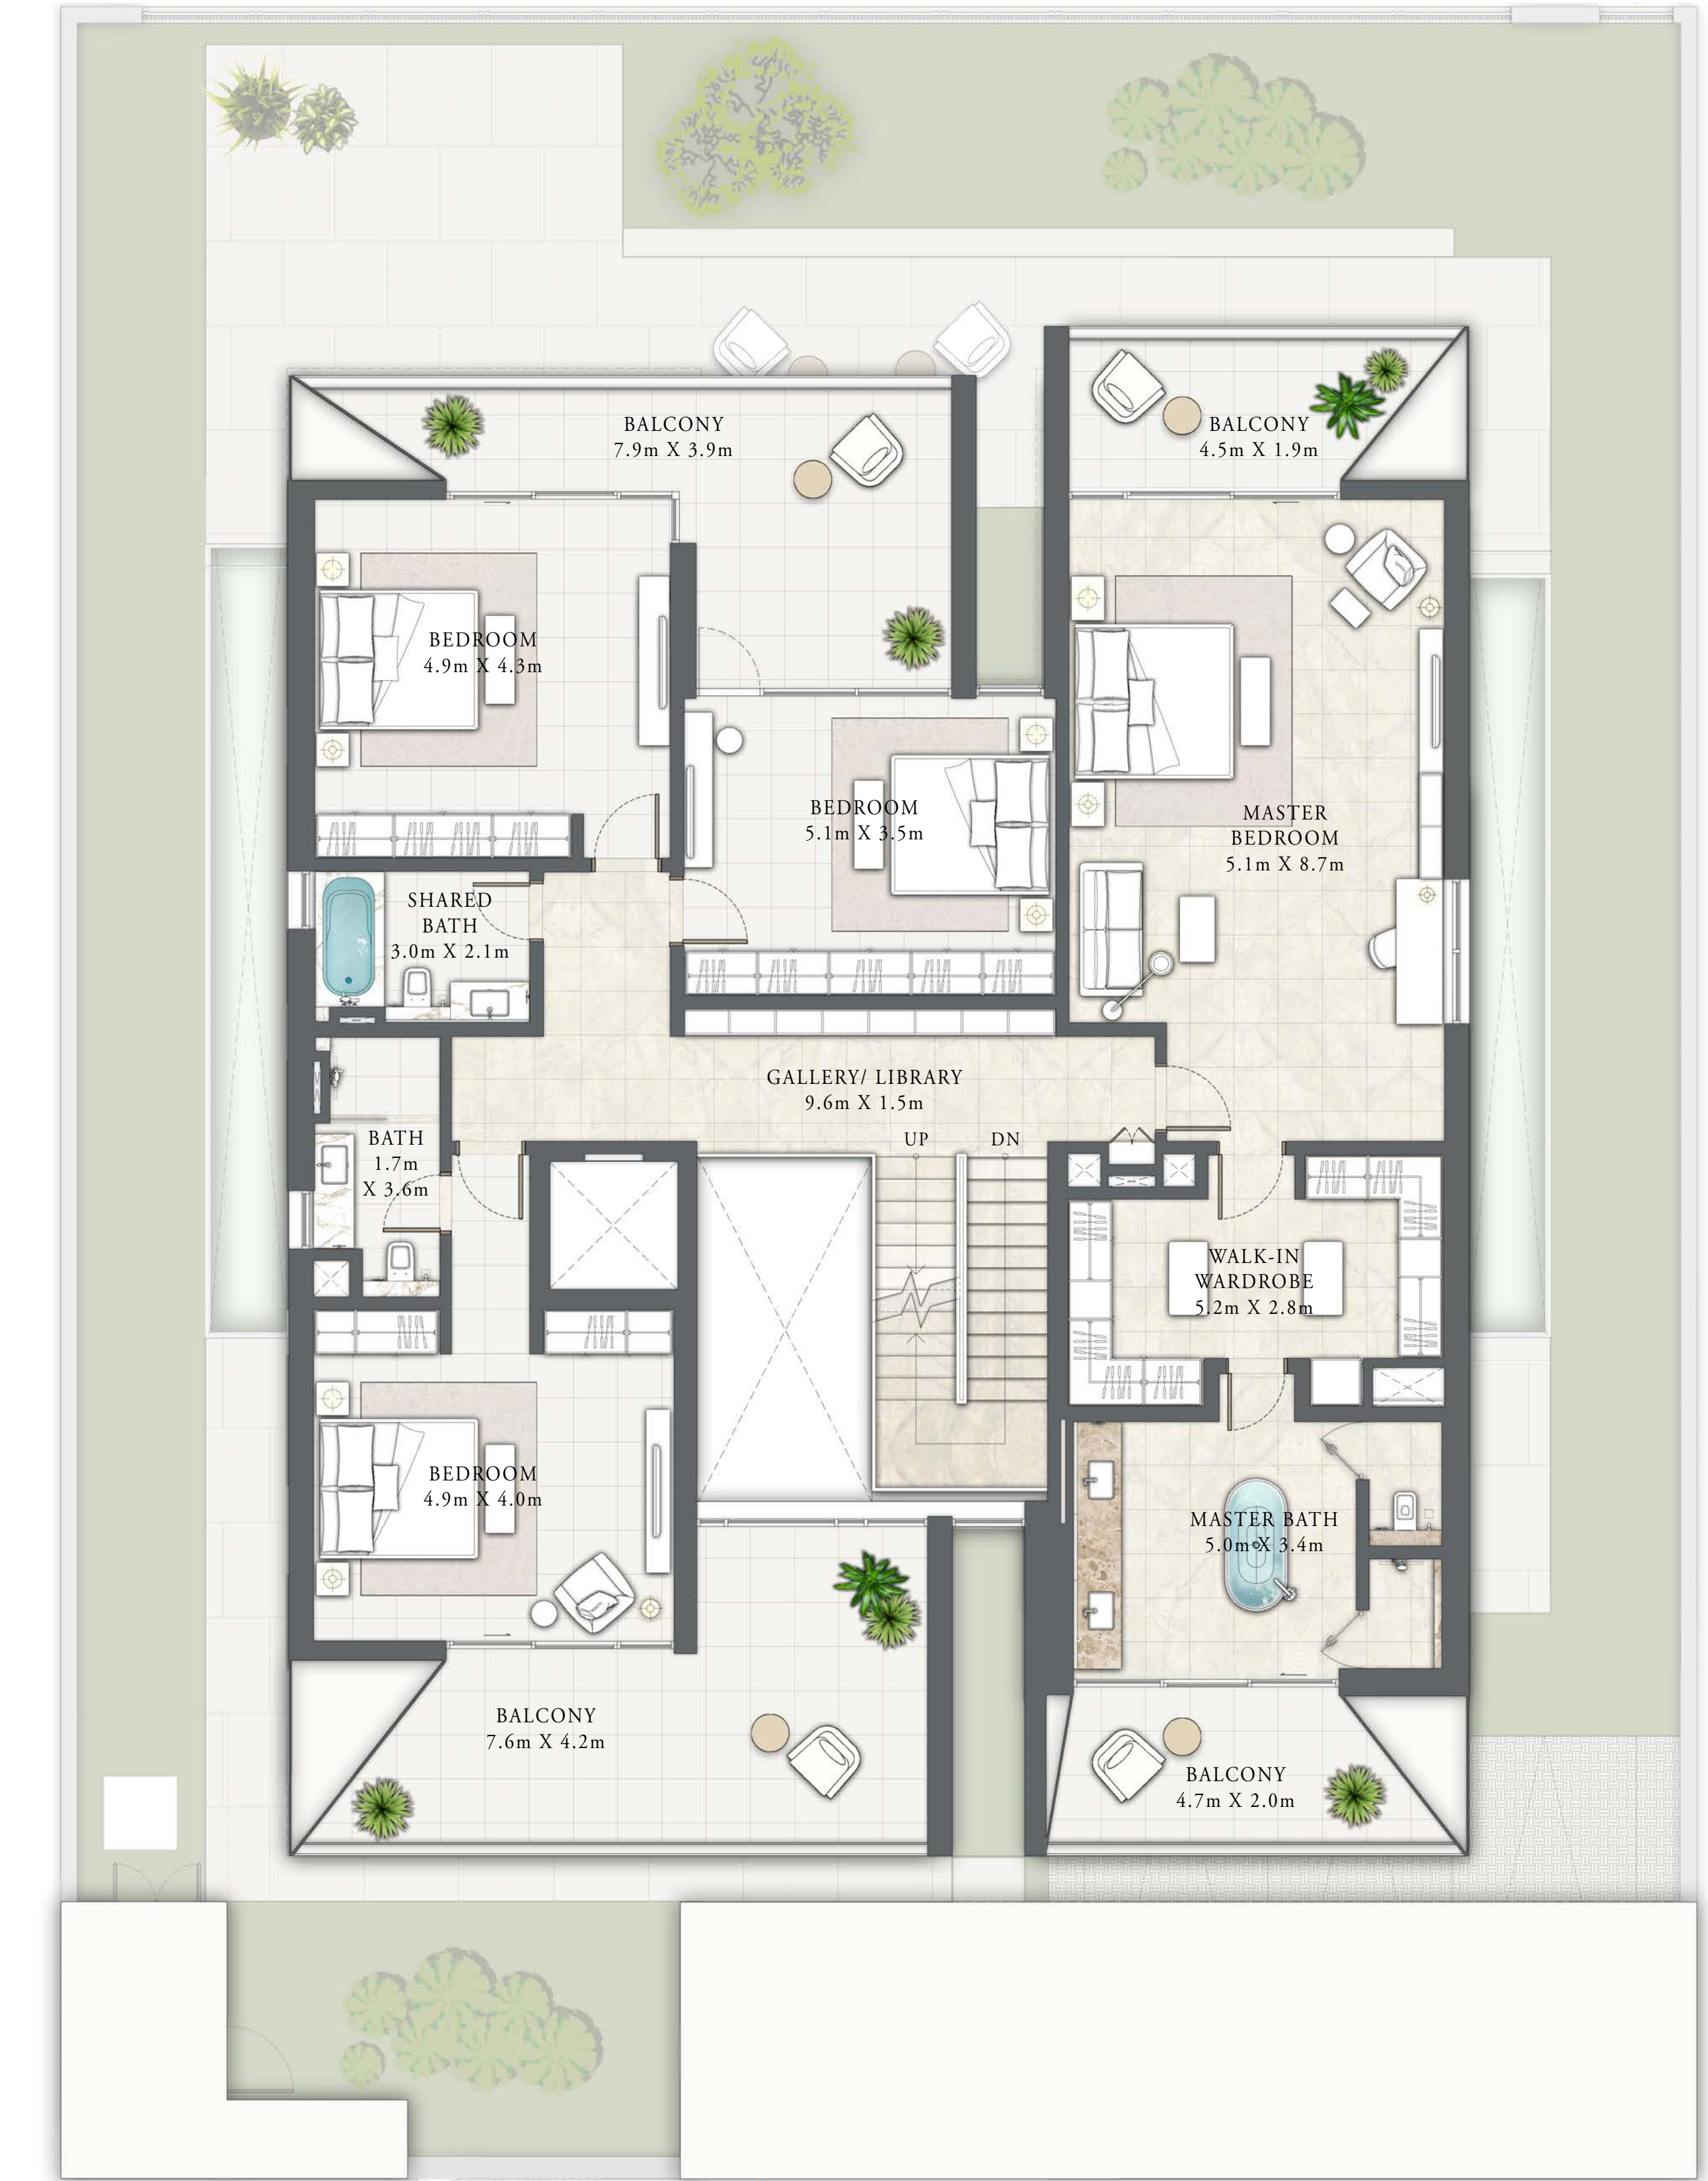 BALCONY
7.9m X 3.9m
BALCONY
4.5m X 1.9m
BEDROOM
4.9m X 4.3m
BEDROOM
5.1m X 3.5m
MASTER
BEDROOM
5.1m X 8.7m
SHARED
BATH
3.0m X 2.1m
GALLERY/ LIBRARY
9.6m X 1.5m
BATH
1.7m
X 3.6m
UP
DN
WALK-IN
WARDROBE
5.2m X 2.8m
BEDROOM
4.9m X 4.0m
MASTER BATH
5.0m X 3.4m
BALCONY
7.6m X 4.2m
BALCONY
4.7m X 2.0m